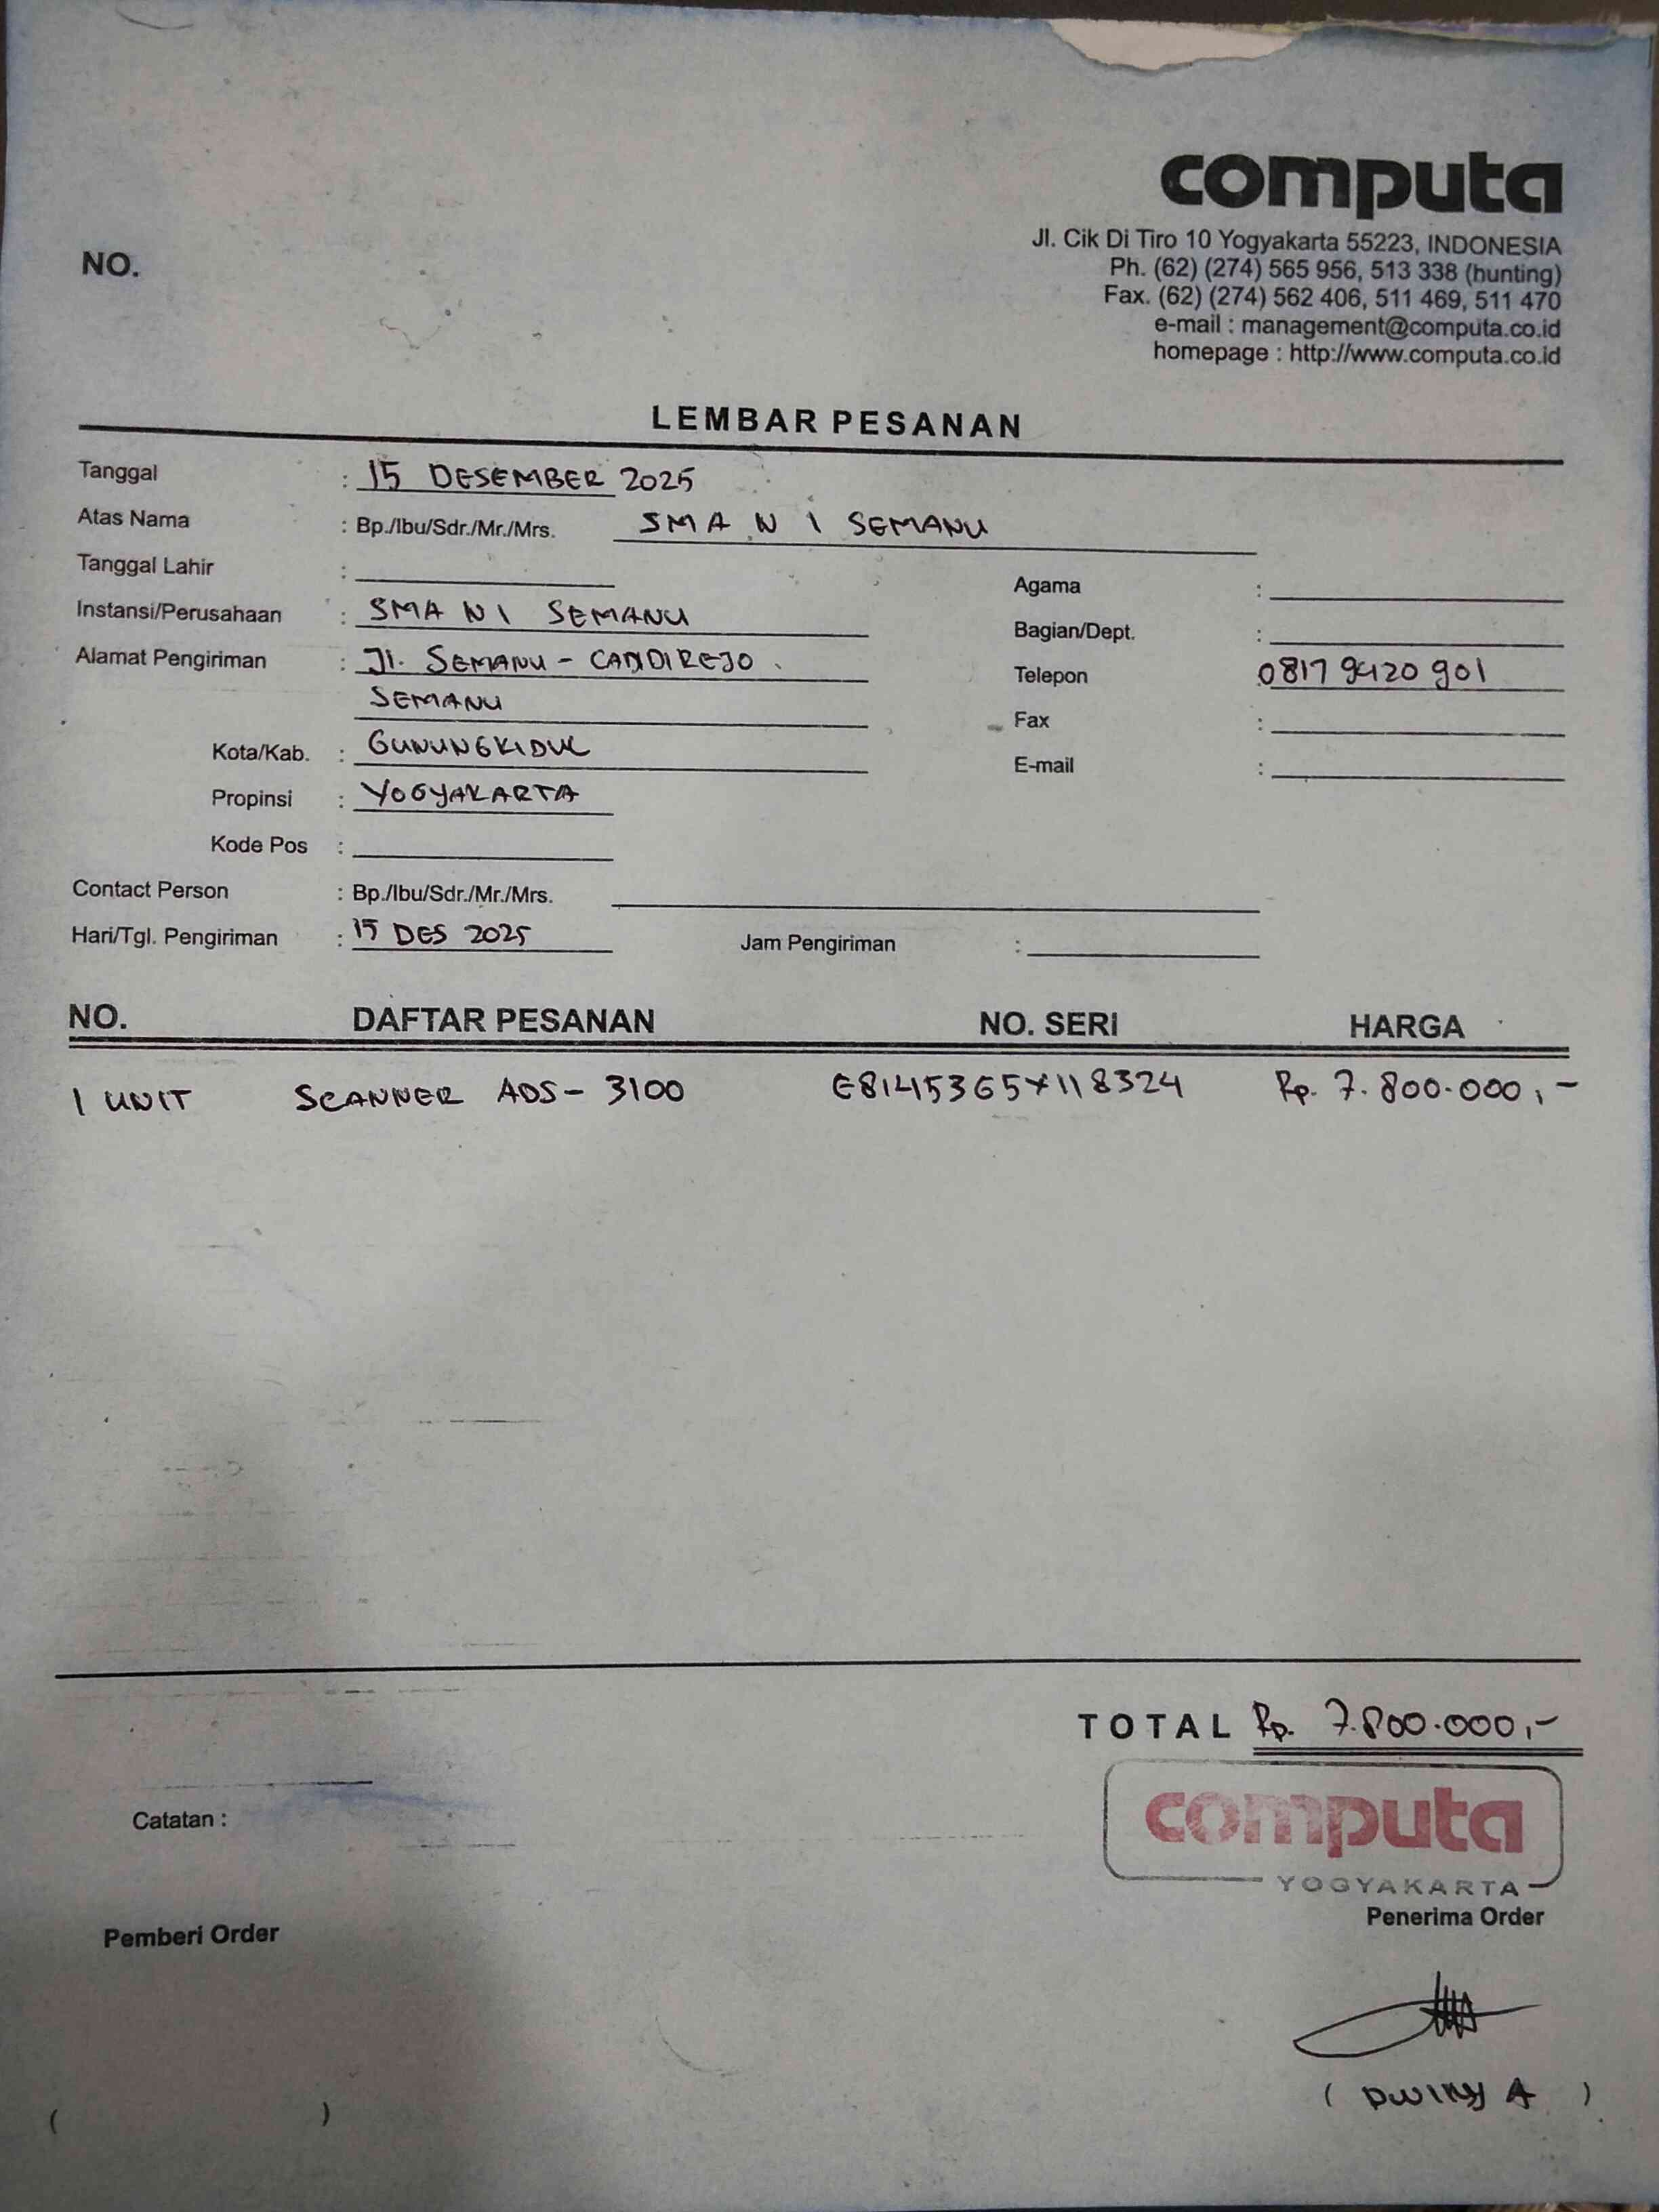 computa
Jl. Cik Di Tiro 10 Yogyakarta 55223, INDONESIA
NO.
Ph. (62) (274) 565 956, 513 338 (hunting)
Fax. (62) (274) 562 406, 511 469, 511 470
e-mail : management@computa.co.id
homepage : http://www.computa.co.id
LEMBAR PESANAN
Tanggal : 15 DESEMBER 2025
Atas Nama : Bp./Ibu/Sdr./Mr./Mrs. SMA N 1 SEMANU
Tanggal Lahir :
Agama :
Instansi/Perusahaan : SMA N 1 SEMANU
Bagian/Dept. :
Alamat Pengiriman : Jl. SEMANU - CANDIREJO .
Telepon : 0817 9420 901
SEMANU
Fax :
Kota/Kab. : GUNUNGKIDUL
E-mail :
Propinsi : YOGYAKARTA
Kode Pos :
Contact Person : Bp./Ibu/Sdr./Mr./Mrs.
Hari/Tgl. Pengiriman : 15 DES 2025 Jam Pengiriman :
NO. DAFTAR PESANAN NO. SERI HARGA
1 UNIT SCANNER ADS - 3100 E81453G5Y118324 Rp. 7.800.000,-
TOTAL Rp. 7.800.000,-
computa
YOGYAKARTA
Catatan :
Penerima Order
Pemberi Order
( )
( DWIKY A )